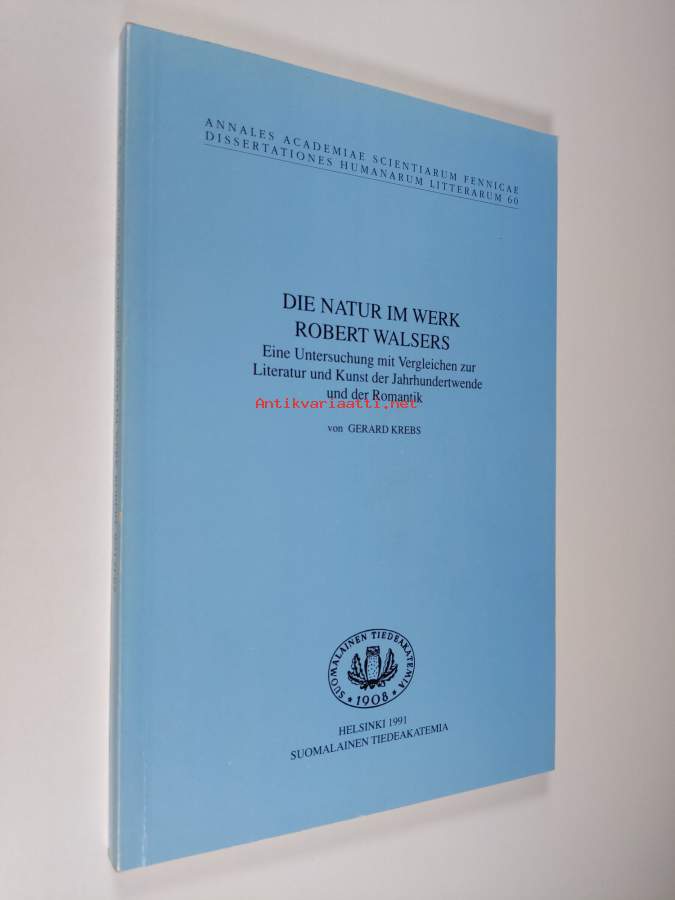 ANNALES ACADEMIAE SCIENTIARUM FENNICAE
DISSERTATIONES HUMANARUM LITTERARUM 60
DIE NATUR IM WERK
ROBERT WALSERS
Eine Untersuchung mit Vergleichen zur
Literatur und Kunst der Jahrhundertwende
und der Romantik
Antikvariaatti.net
von GERARD KREBS
SUOMALAINEN TIEDEAKATEMIA
* 1908 *
HELSINKI 1991
SUOMALAINEN TIEDEAKATEMIA